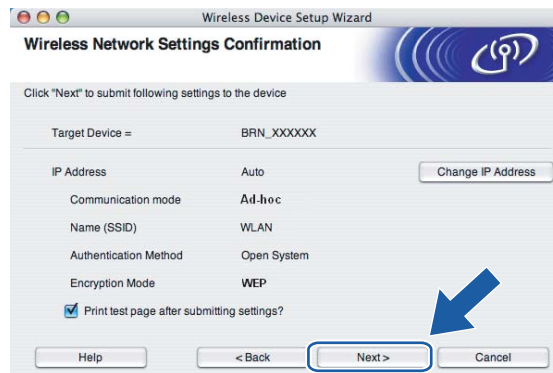 Wireless Device Setup Wizard
Wireless Network Settings Confirmation
Click "Next" to submit following settings to the device
Target Device = BRN_XXXXXX
IP Address Auto Change IP Address
Communication mode Ad-hoc
Name (SSID) WLAN
Authentication Method Open System
Encryption Mode WEP
Print test page after submitting settings?
Help < Back Next > Cancel